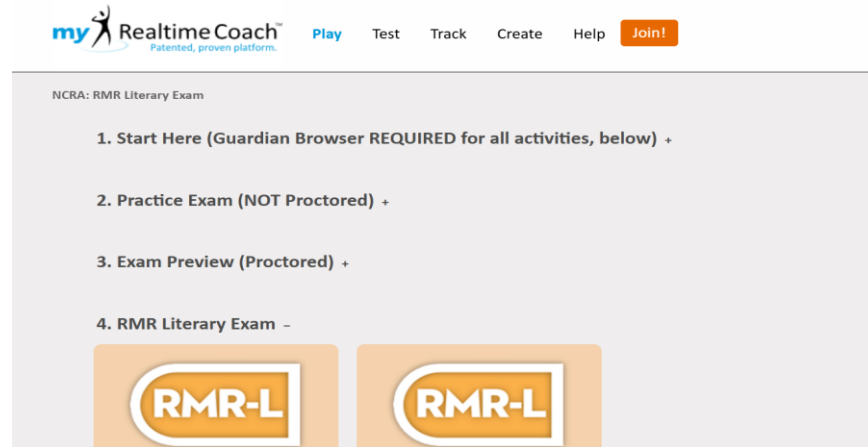 my Realtime Coach™
Patented, proven platform.
Play Test Track Create Help Join!
NCRA: RMR Literary Exam
1. Start Here (Guardian Browser REQUIRED for all activities, below) +
2. Practice Exam (NOT Proctored) +
3. Exam Preview (Proctored) +
4. RMR Literary Exam –
RMR-L RMR-L